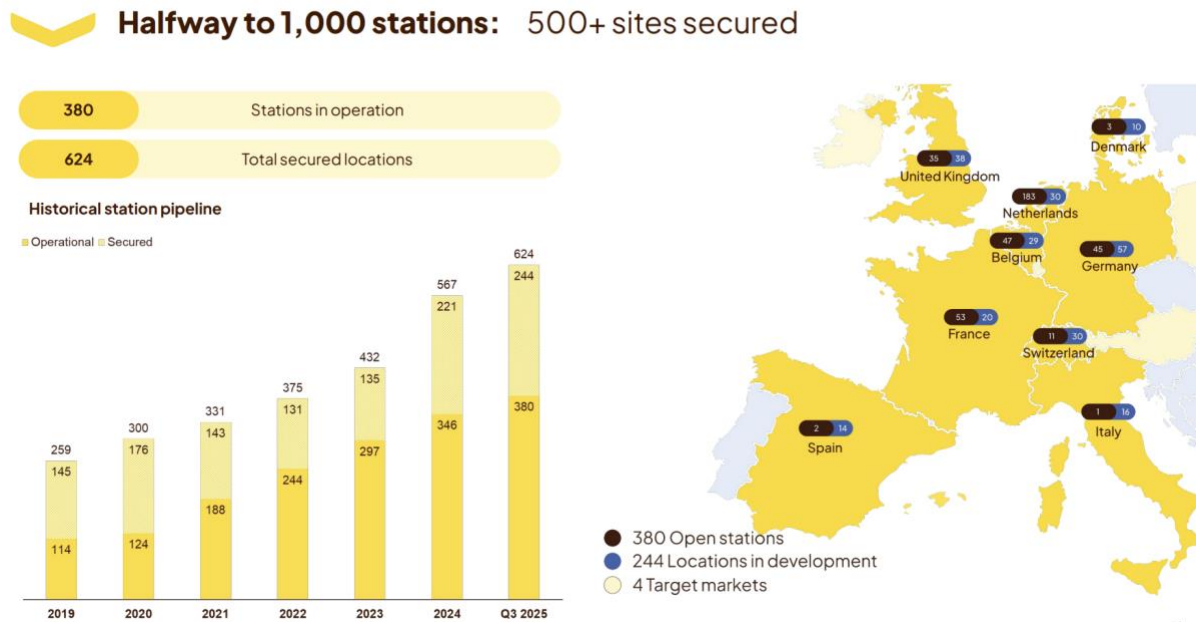 Halfway to 1,000 stations: 500+ sites secured
380 Stations in operation
624 Total secured locations
Historical station pipeline
Operational Secured
259
145
114
2019
300
176
124
2020
331
143
188
2021
375
131
244
2022
432
135
297
2023
567
221
346
2024
624
244
380
Q3 2025
3 10
Denmark
35 38
United Kingdom
183 30
Netherlands
47 29
Belgium
45 57
Germany
53 20
France
11 30
Switzerland
1 16
Italy
2 14
Spain
380 Open stations
244 Locations in development
4 Target markets